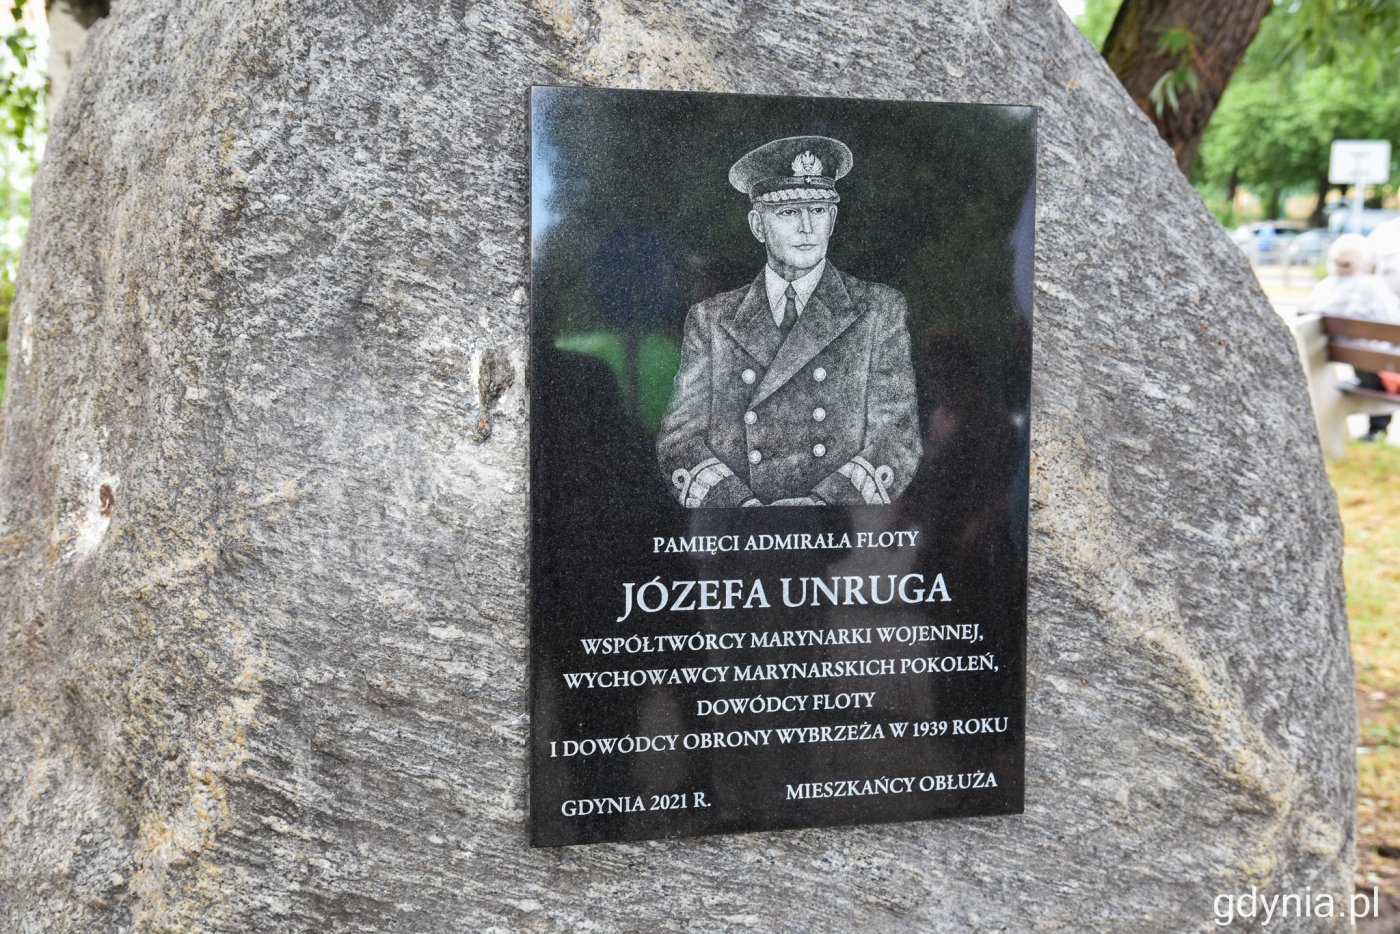 PAMIĘCI ADMIRAŁA FLOTY
JÓZEFA UNRUGA
WSPÓŁTWÓRCY MARYNARKI WOJENNEJ,
WYCHOWAWCY MARYNARSKICH POKOLEŃ,
DOWÓDCY FLOTY
I DOWÓDCY OBRONY WYBRZEŻA W 1939 ROKU
GDYNIA 2021 R. MIESZKAŃCY OBŁUŻA
gdynia.pl